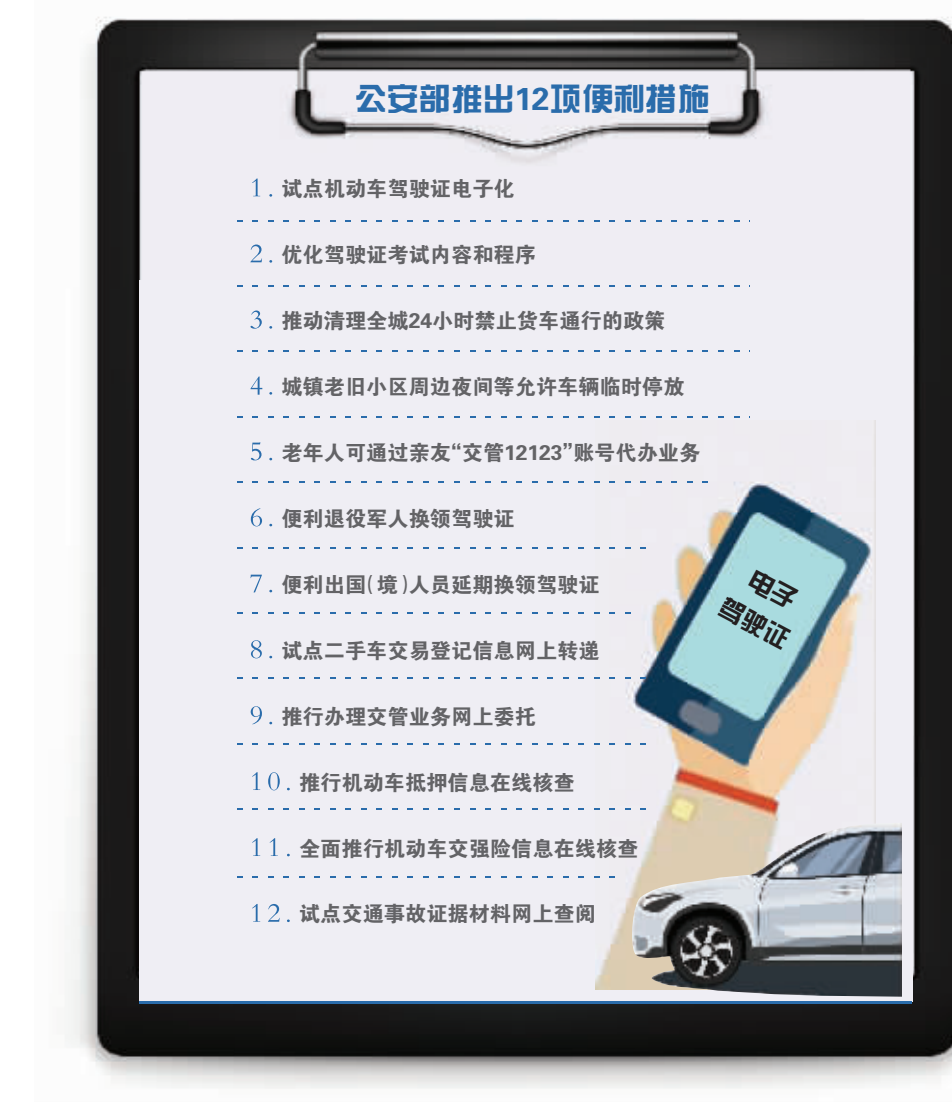 公安部推出12项便利措施
1. 试点机动车驾驶证电子化
2. 优化驾驶证考试内容和程序
3. 推动清理全城24小时禁止货车通行的政策
4. 城镇老旧小区周边夜间等允许车辆临时停放
5. 老年人可通过亲友“交管12123”账号代办业务
6. 便利退役军人换领驾驶证
7. 便利出国(境)人员延期换领驾驶证
8. 试点二手车交易登记信息网上转递
9. 推行办理交管业务网上委托
10. 推行机动车抵押信息在线核查
11. 全面推行机动车交强险信息在线核查
12. 试点交通事故证据材料网上查阅
电子
驾驶证